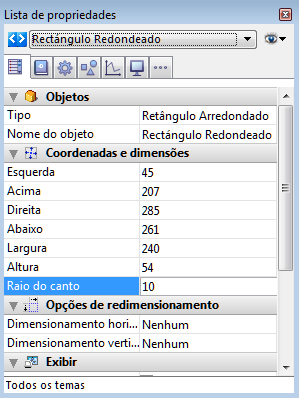 Lista de propriedades
Rectángulo Redondeado
Objetos
Tipo Retângulo Arredondado
Nome do objeto Rectángulo Redondeado
Coordenadas e dimensões
Esquerda 45
Acima 207
Direita 285
Abaixo 261
Largura 240
Altura 54
Raio do canto 10
Opções de redimensionamento
Dimensionamento hori... Nenhum
Dimensionamento verti... Nenhum
Exibir
Todos os temas